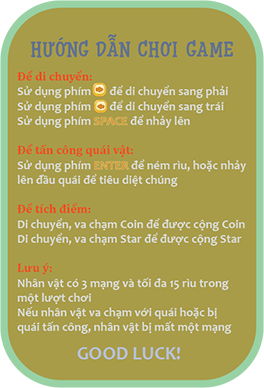 HƯỚNG DẪN CHƠI GAME
Để di chuyển:
Sử dụng phím để di chuyển sang phải
Sử dụng phím để di chuyển sang trái
Sử dụng phím SPACE để nhảy lên
Để tấn công quái vật:
Sử dụng phím ENTER để ném rìu, hoặc nhảy
lên đầu quái để tiêu diệt chúng
Để tích điểm:
Di chuyển, va chạm Coin để được cộng Coin
Di chuyển, va chạm Star để được cộng Star
Lưu ý:
Nhân vật có 3 mạng và tối đa 15 rìu trong
một lượt chơi
Nếu nhân vật va chạm với quái hoặc bị
quái tấn công, nhân vật bị mất một mạng
GOOD LUCK!